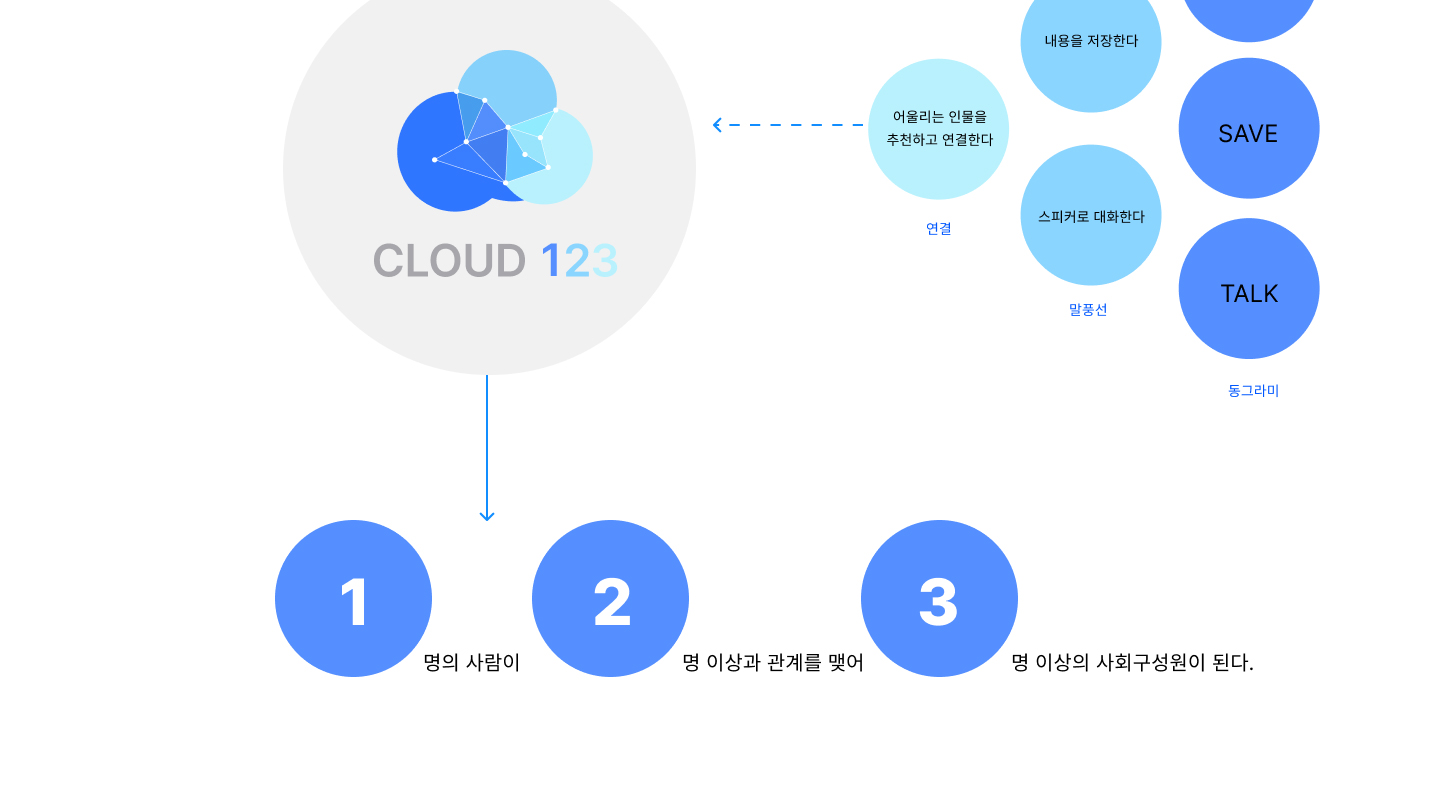 내용을 저장한다
어울리는 인물을
추천하고 연결한다
SAVE
스피커로 대화한다
연결
CLOUD 123
TALK
말풍선
동그라미
1
명의 사람이
2
명 이상과 관계를 맺어
3
명 이상의 사회구성원이 된다.